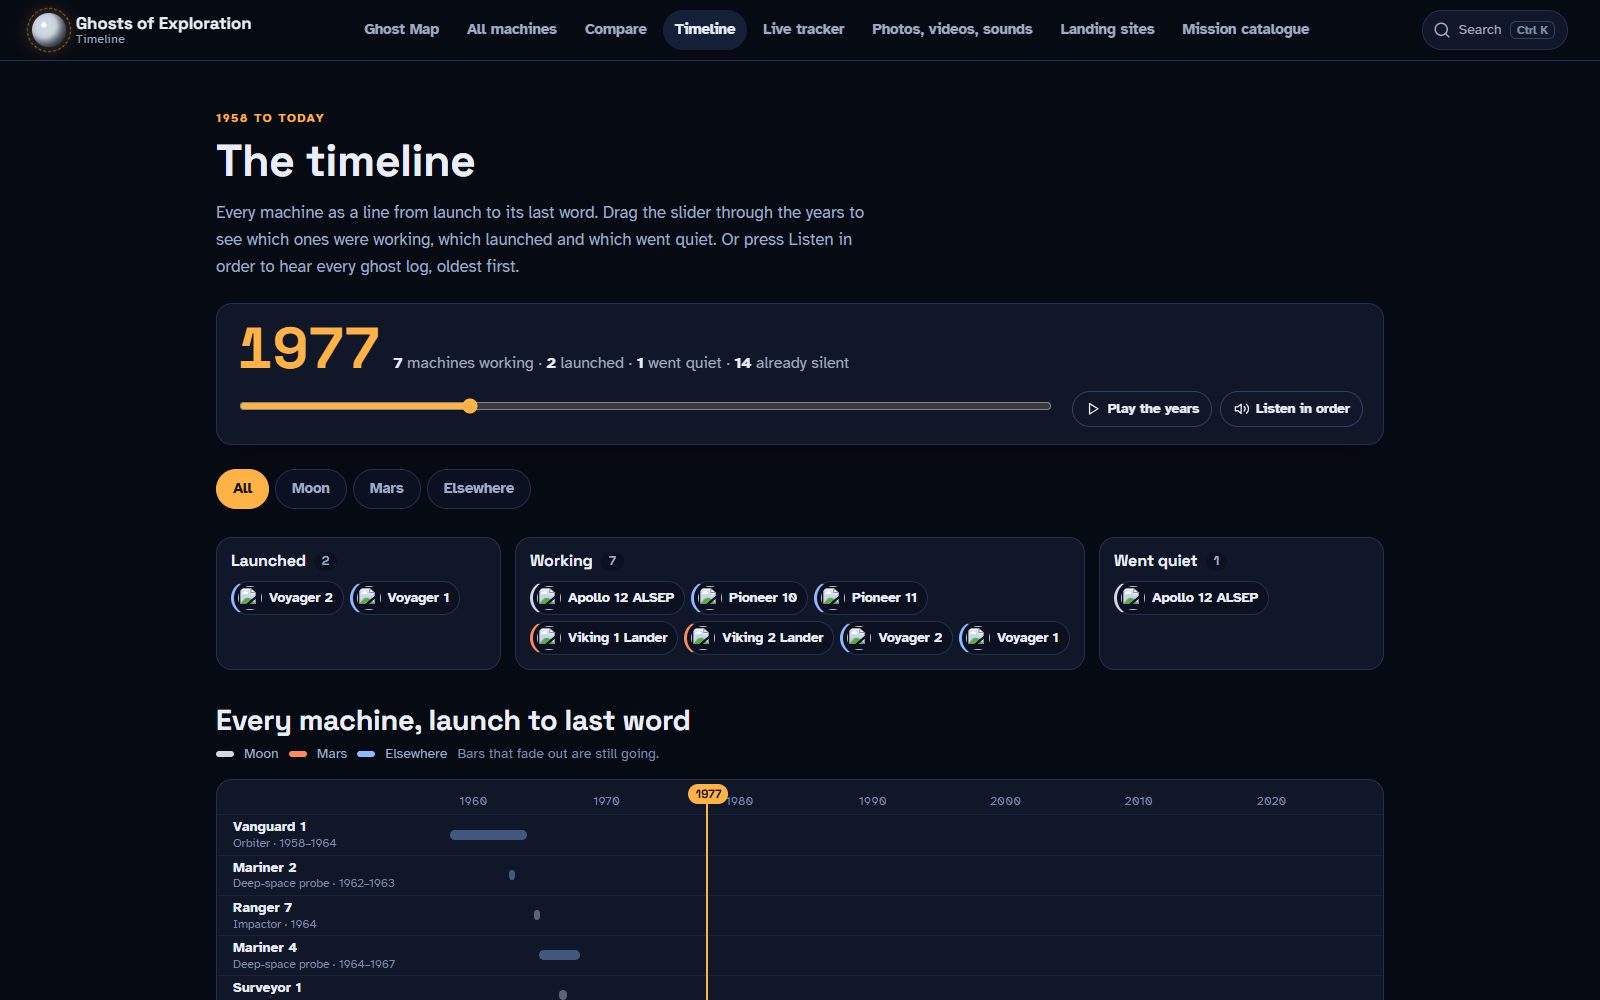 Ghosts of Exploration
Timeline
Ghost Map
All machines
Compare
Timeline
Live tracker
Photos, videos, sounds
Landing sites
Mission catalogue
Search Ctrl K
1958 TO TODAY
The timeline
Every machine as a line from launch to its last word. Drag the slider through the years to
see which ones were working, which launched and which went quiet. Or press Listen in
order to hear every ghost log, oldest first.
1977
7 machines working · 2 launched · 1 went quiet · 14 already silent
Play the years
Listen in order
All
Moon
Mars
Elsewhere
Launched 2
Voyager 2
Voyager 1
Working 7
Apollo 12 ALSEP
Pioneer 10
Pioneer 11
Viking 1 Lander
Viking 2 Lander
Voyager 2
Voyager 1
Went quiet 1
Apollo 12 ALSEP
Every machine, launch to last word
Moon Mars Elsewhere Bars that fade out are still going.
1960 1970 1977 1980 1990 2000 2010 2020
Vanguard 1
Orbiter · 1958–1964
Mariner 2
Deep-space probe · 1962–1963
Ranger 7
Impactor · 1964
Mariner 4
Deep-space probe · 1964–1967
Surveyor 1